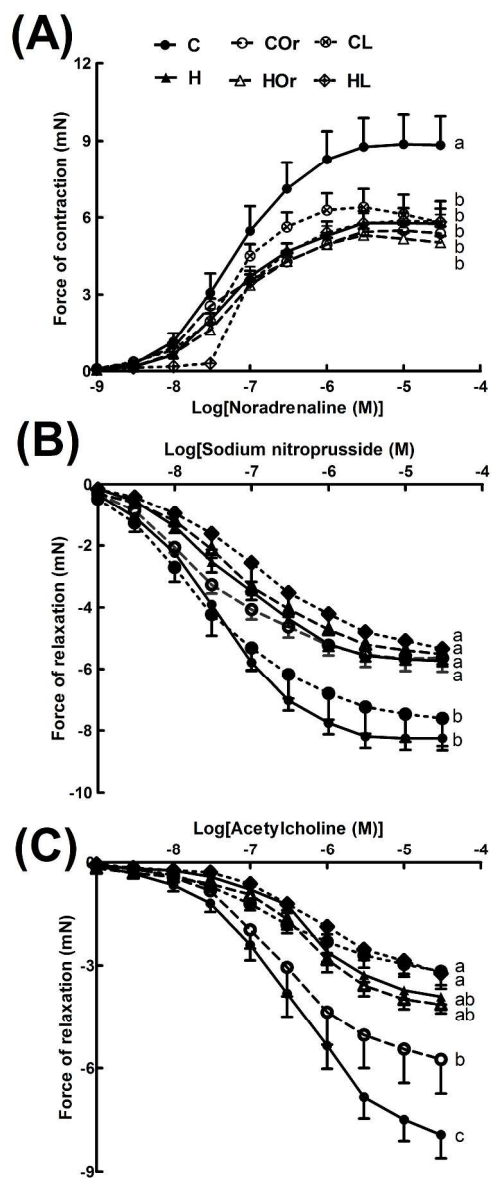 (A)
C COr CL
H HOr HL
Force of contraction (mN)
12
9
6
3
0
a
b
b
b
b
b
-9 -8 -7 -6 -5 -4
Log[Noradrenaline (M)]
(B)
Log[Sodium nitroprusside (M)
-8 -7 -6 -5 -4
Force of relaxation (mN)
0
-2
-4
-6
-8
-10
a
a
a
a
b
b
(C)
Log[Acetylcholine (M)]
-8 -7 -6 -5 -4
Force of relaxation (mN)
0
-3
-6
-9
a
a
ab
ab
b
c